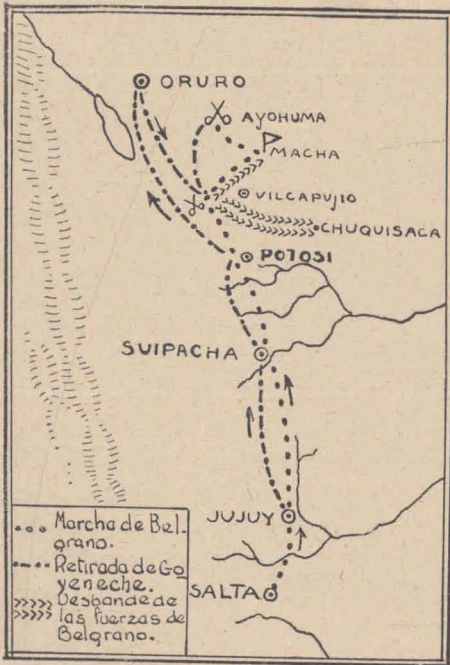 ORURO
AYOHUMA
MACHA
VILCAPUJIO
CHUQUISACA
POTOSI
SUIPACHA
JUJUY
SALTA
Marcha de Bel-
grano.
Retirada de Go
yeneche.
Desbande de
las fuerzas de
Belgrano.